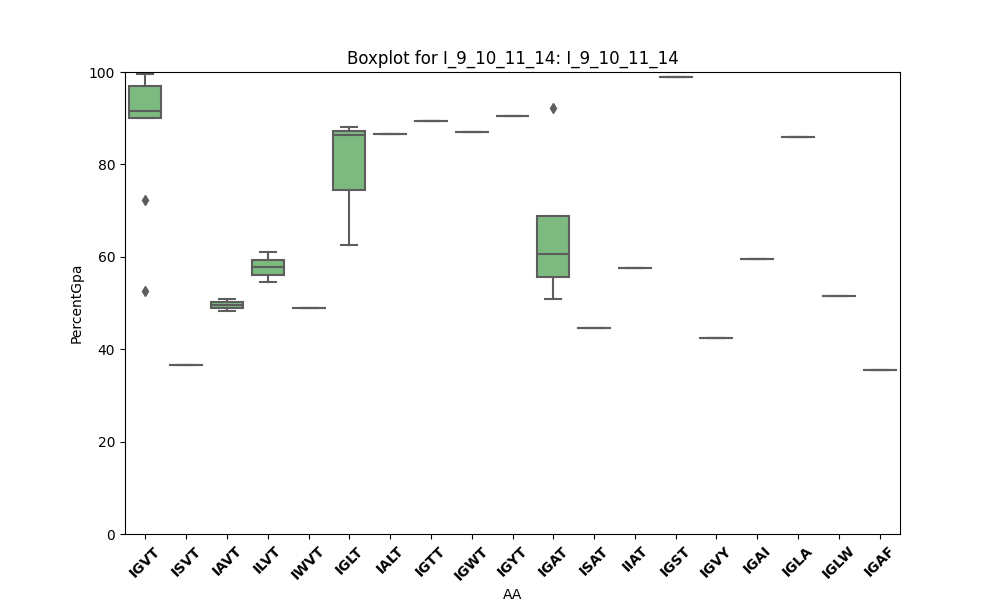 Boxplot for I_9_10_11_14: I_9_10_11_14
100
80
60
40
20
0
PercentGpa
IGVT
ISVT
IAVT
ILVT
IWVT
IGLT
IALT
IGTT
IGWT
IGYT
IGAT
ISAT
IIAT
IGST
IGVY
IGAI
IGLA
IGLW
IGAF
AA